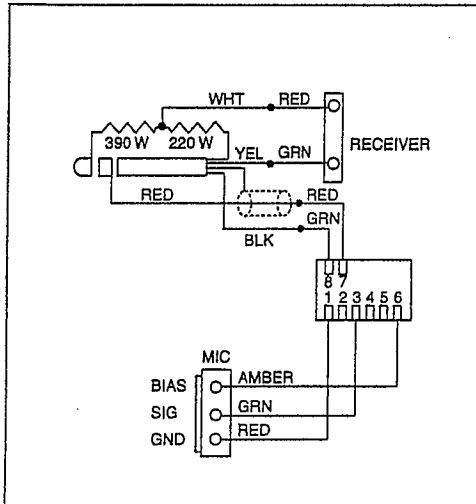 WHT RED
390 W 220 W
RECEIVER
YEL GRN
RED RED
GRN
BLK
8 7
1 2 3 4 5 6
MIC
BIAS AMBER
SIG GRN
GND RED